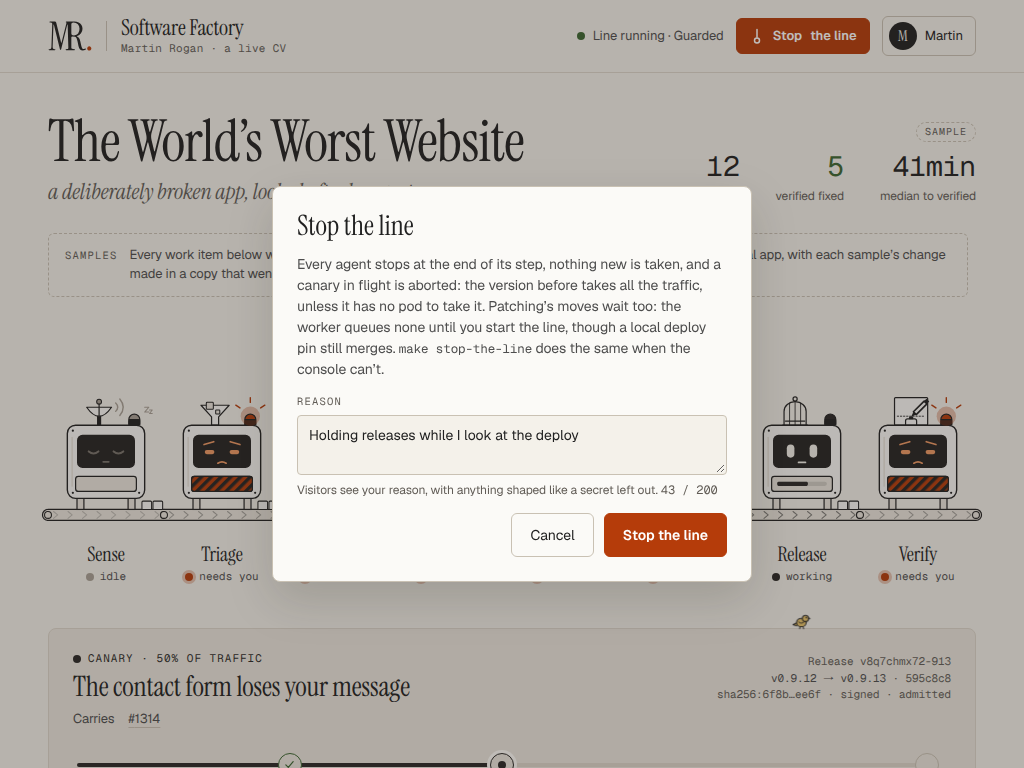 MR.
Software Factory
Martin Rogan · a live CV
Line running · Guarded
Stop the line
M
Martin
The World's Worst Website
a deliberately broken app,
SAMPLE
12
5
41min
verified fixed
median to verified
SAMPLES
Every work item below
app, with each sample's change
made in a copy that
Stop the line
Every agent stops at the end of its step, nothing new is taken, and a
canary in flight is aborted: the version before takes all the traffic,
unless it has no pod to take it. Patching's moves wait too: the
worker queues none until you start the line, though a local deploy
pin still merges. make stop-the-line does the same when the
console can't.
REASON
Holding releases while I look at the deploy
Visitors see your reason, with anything shaped like a secret left out. 43 / 200
Cancel
Stop the line
zz
Sense
idle
Triage
needs you
Release
working
Verify
needs you
CANARY · 50% OF TRAFFIC
The contact form loses your message
Carries #1314
Release v8q7chmx72-913
v0.9.12 → v0.9.13 · 595c8c8
sha256:6f8b…ee6f · signed · admitted